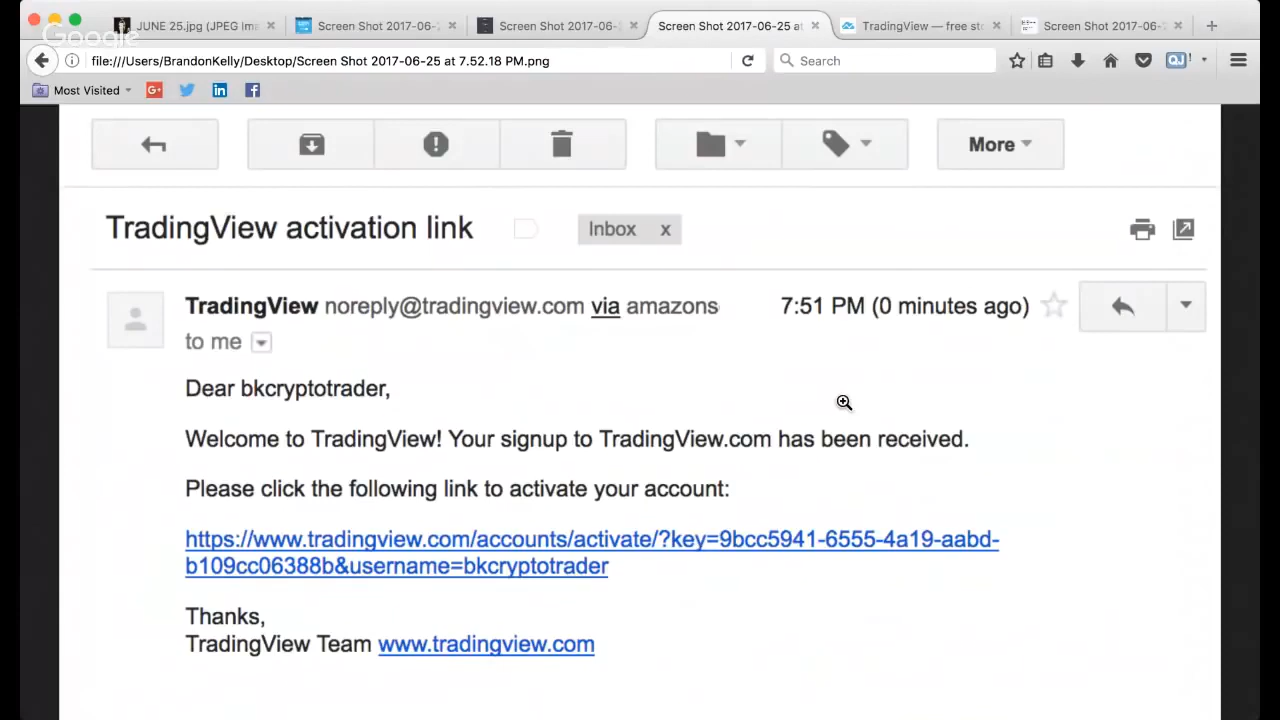 JUNE 25.jpg (JPEG Ima
Screen Shot 2017-06-
Screen Shot 2017-06-
Screen Shot 2017-06-25 at
TradingView — free sto
Screen Shot 2017-06-
Google
file:///Users/BrandonKelly/Desktop/Screen Shot 2017-06-25 at 7.52.18 PM.png
Search
Most Visited
G+
More
TradingView activation link
Inbox x
TradingView noreply@tradingview.com via amazons
7:51 PM (0 minutes ago)
to me
Dear bkcryptotrader,
Welcome to TradingView! Your signup to TradingView.com has been received.
Please click the following link to activate your account:
https://www.tradingview.com/accounts/activate/?key=9bcc5941-6555-4a19-aabd-
b109cc06388b&username=bkcryptotrader
Thanks,
TradingView Team www.tradingview.com